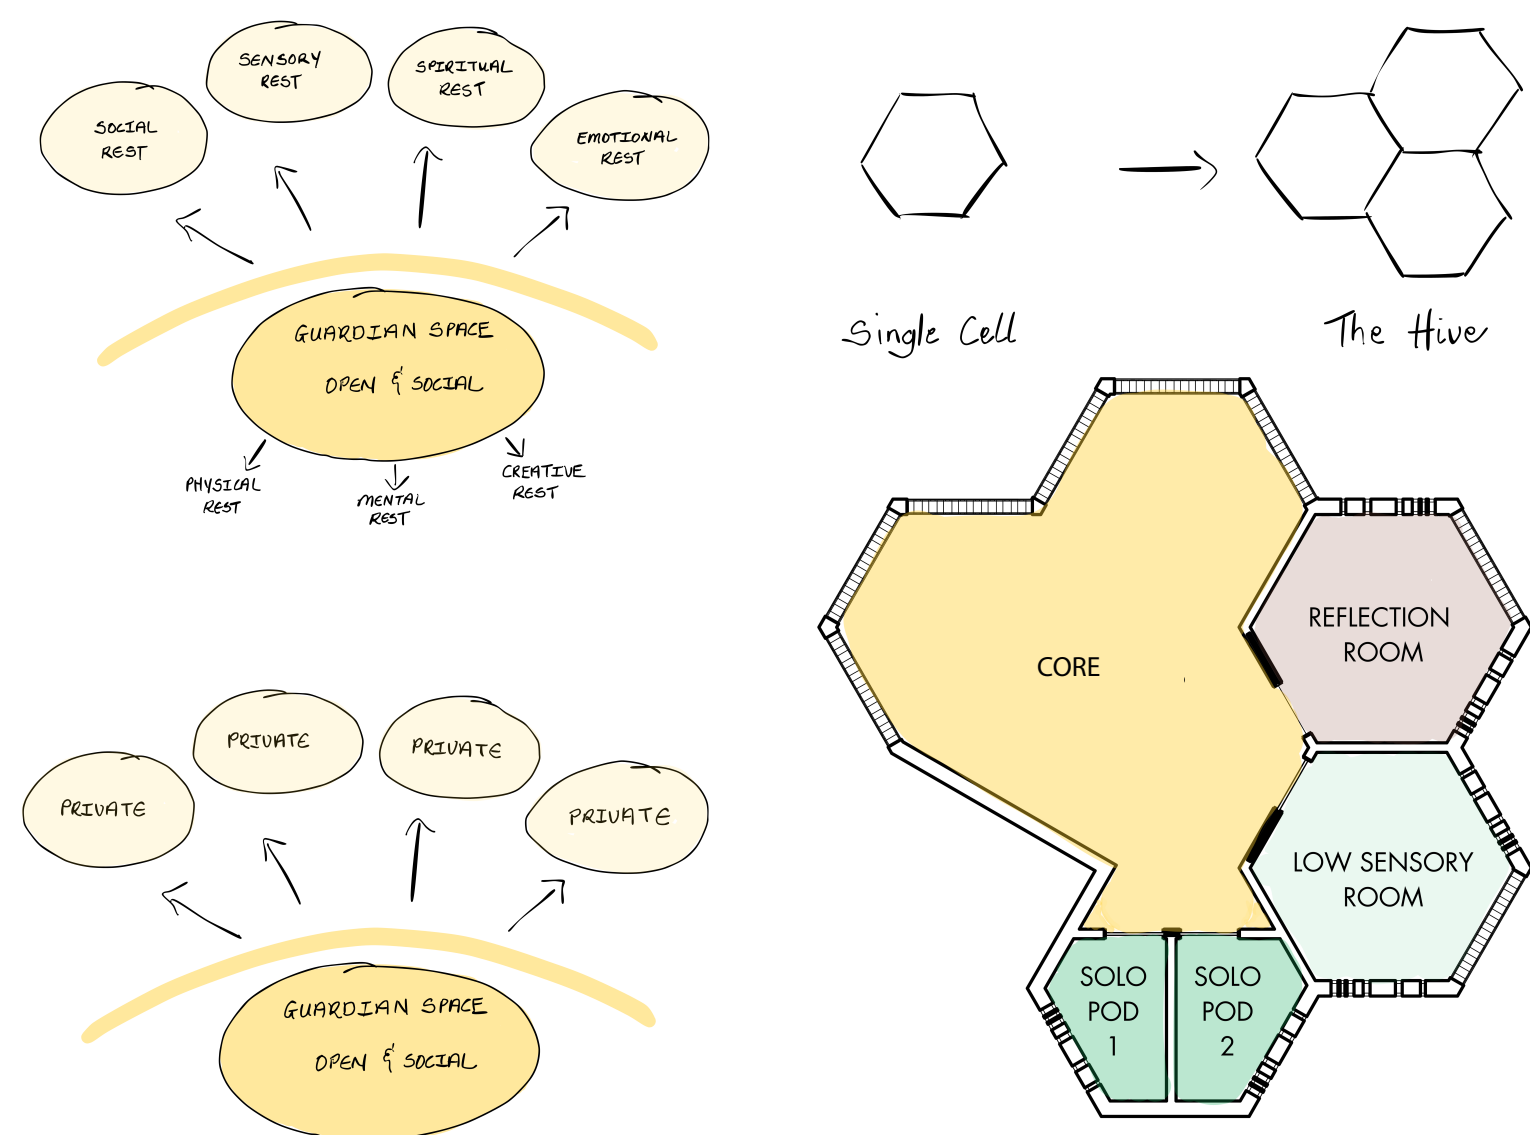 SOCIAL
REST
SENSORY
REST
SPIRITUAL
REST
EMOTIONAL
REST
GUARDIAN SPACE
OPEN & SOCIAL
PHYSICAL
REST
MENTAL
REST
CREATIVE
REST
PRIVATE
PRIVATE
PRIVATE
PRIVATE
GUARDIAN SPACE
OPEN & SOCIAL
Single Cell
The Hive
CORE
REFLECTION
ROOM
LOW SENSORY
ROOM
SOLO
POD
1
SOLO
POD
2